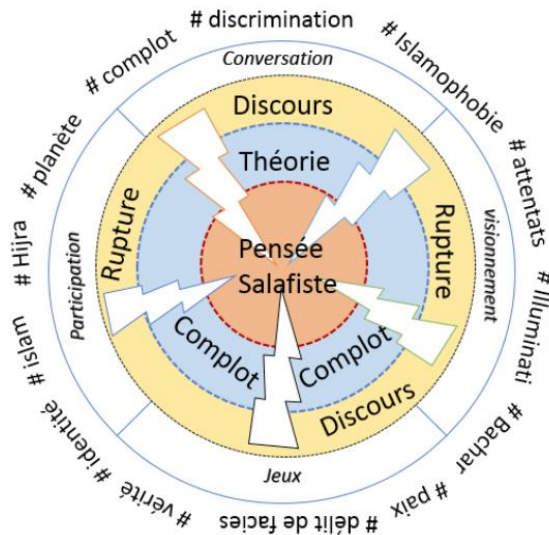 # discrimination
# Islamophobie
# attentats
# Illuminati
# Bachar
# paix
# délit de facies
# vérité
# identité
# islam
# Hijra
# planète
# complot
Conversation
visionnement
Jeux
Participation
Discours
Rupture
Discours
Rupture
Théorie
Complot
Complot
Pensée
Salafiste